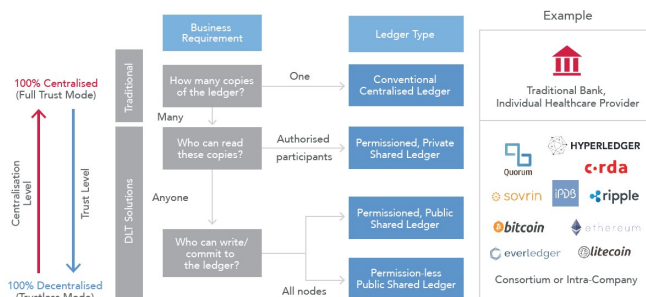 Example
Business
Requirement
Ledger Type
100% Centralised
(Full Trust Mode)
Centralisation
Level
Trust Level
100% Decentralised
(Trustless Mode)
Traditional
How many copies
of the ledger?
One
Conventional
Centralised Ledger
Traditional Bank,
Individual Healthcare Provider
Many
DLT Solutions
Who can read
these copies?
Authorised
participants
Permissioned, Private
Shared Ledger
Anyone
Who can write/
commit to
the ledger?
Permissioned, Public
Shared Ledger
All nodes
Permission-less
Public Shared Ledger
Quorum
HYPERLEDGER
c·rda
sovrin
IPDB
ripple
bitcoin
ethereum
everledger
litecoin
Consortium or Intra-Company